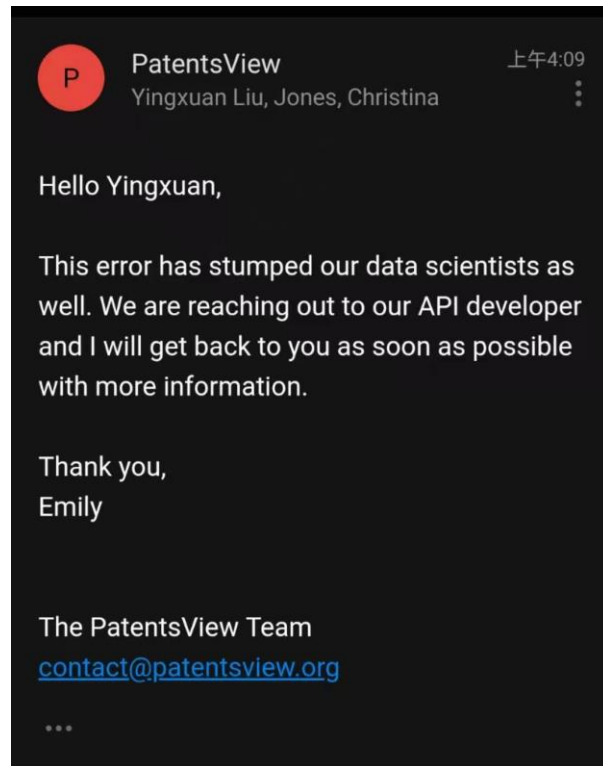 P
PatentsView
上午4:09
Yingxuan Liu, Jones, Christina
Hello Yingxuan,
This error has stumped our data scientists as
well. We are reaching out to our API developer
and I will get back to you as soon as possible
with more information.
Thank you,
Emily
The PatentsView Team
contact@patentsview.org